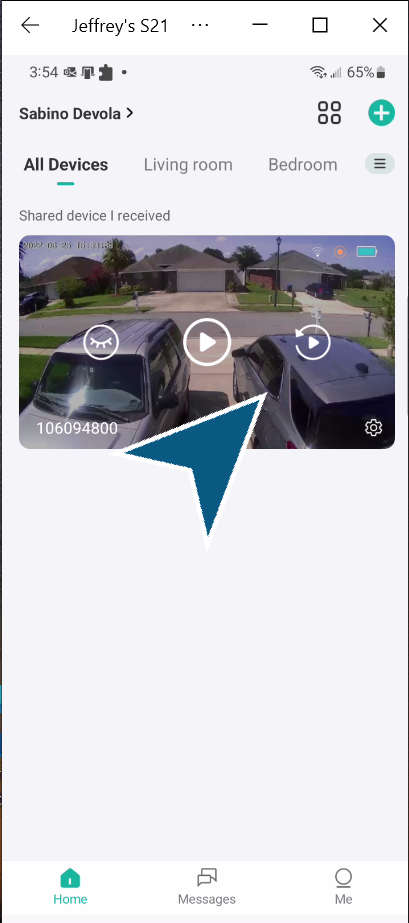 Jeffrey's S21
3:54
65%
Sabino Devola
All Devices Living room Bedroom
Shared device I received
106094800
Home Messages Me